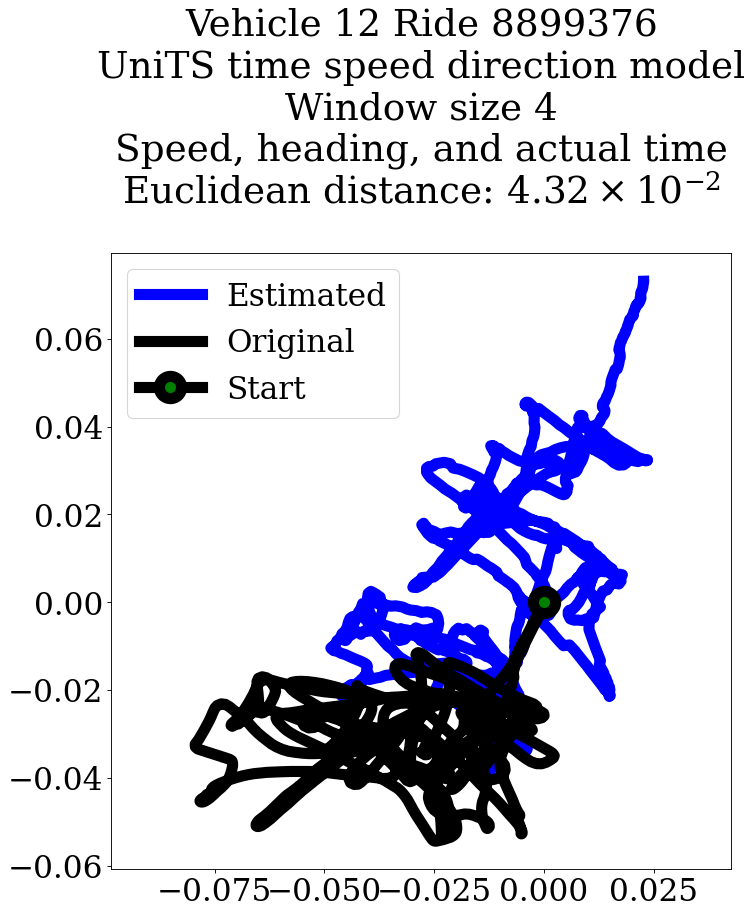 Vehicle 12 Ride 8899376
UniTS time speed direction model
Window size 4
Speed, heading, and actual time
Euclidean distance: 4.32 × 10⁻²
Estimated
Original
Start
0.06
0.04
0.02
0.00
−0.02
−0.04
−0.06
−0.075 −0.050 −0.025 0.000 0.025